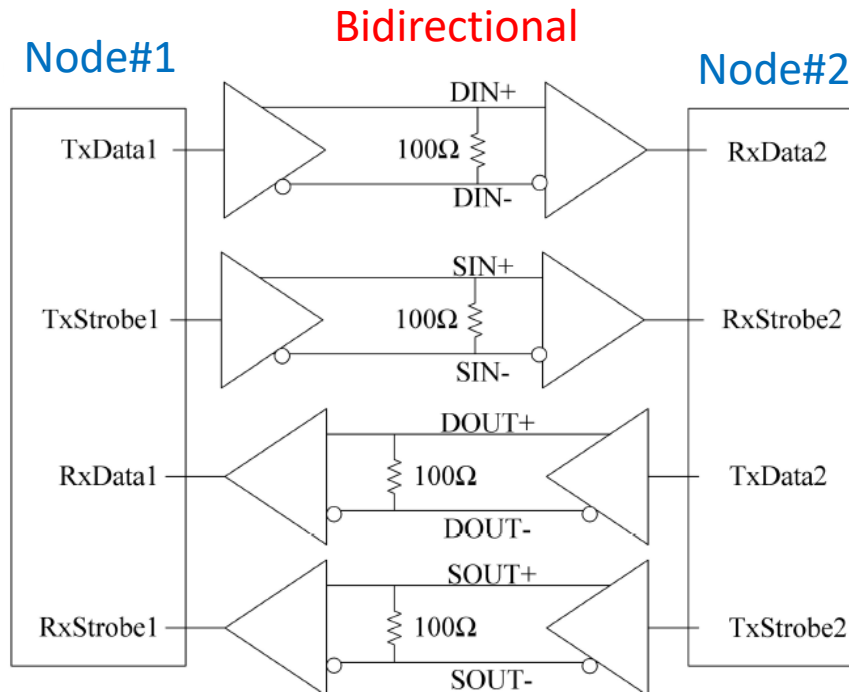 Bidirectional
Node#1
Node#2
DIN+
TxData1
100Ω
RxData2
DIN-
SIN+
TxStrobe1
100Ω
RxStrobe2
SIN-
DOUT+
RxData1
100Ω
TxData2
DOUT-
SOUT+
RxStrobe1
100Ω
TxStrobe2
SOUT-